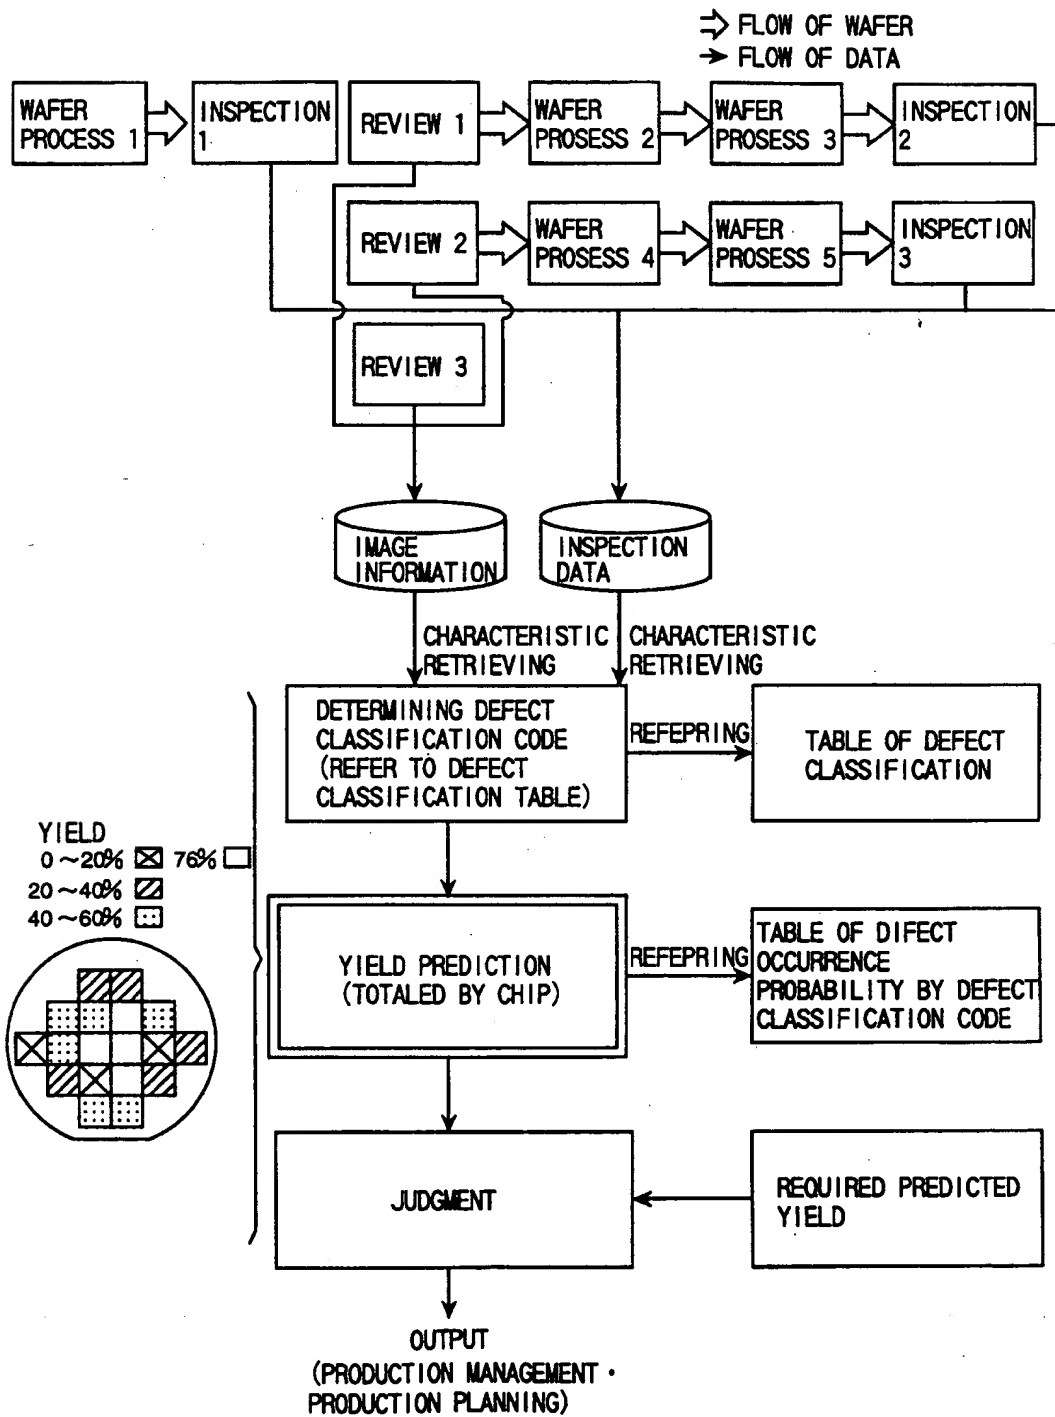 FLOW OF WAFER
FLOW OF DATA
WAFER
PROCESS 1
INSPECTION
1
REVIEW 1
WAFER
PROSESS 2
WAFER
PROSESS 3
INSPECTION
2
REVIEW 2
WAFER
PROSESS 4
WAFER
PROSESS 5
INSPECTION
3
REVIEW 3
IMAGE
INFORMATION
INSPECTION
DATA
CHARACTERISTIC
RETRIEVING
CHARACTERISTIC
RETRIEVING
DETERMINING DEFECT
CLASSIFICATION CODE
(REFER TO DEFECT
CLASSIFICATION TABLE)
REFEPRING
TABLE OF DEFECT
CLASSIFICATION
YIELD
0~20% 76%
20~40%
40~60%
YIELD PREDICTION
(TOTALED BY CHIP)
REFEPRING
TABLE OF DIFECT
OCCURRENCE
PROBABILITY BY DEFECT
CLASSIFICATION CODE
JUDGMENT
REQUIRED PREDICTED
YIELD
OUTPUT
(PRODUCTION MANAGEMENT・
PRODUCTION PLANNING)